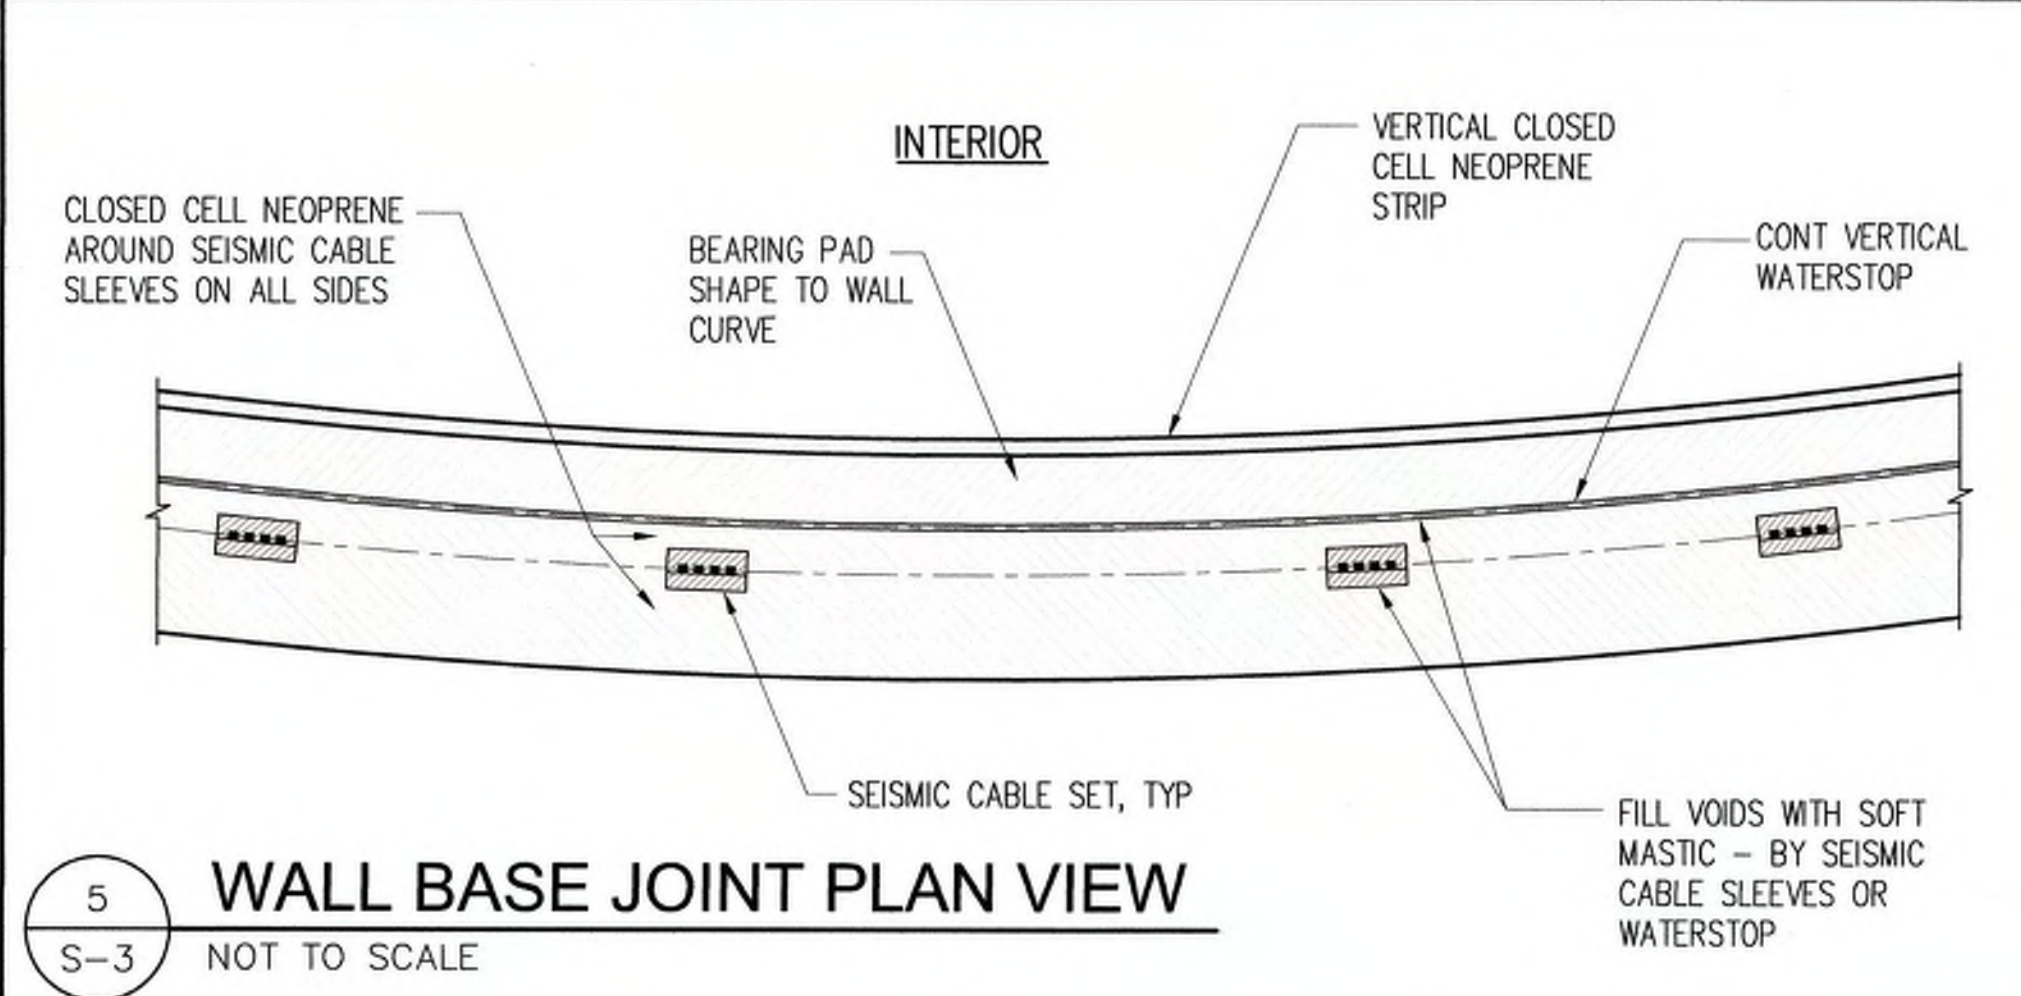 INTERIOR
VERTICAL CLOSED
CELL NEOPRENE
STRIP
CLOSED CELL NEOPRENE
AROUND SEISMIC CABLE
SLEEVES ON ALL SIDES
BEARING PAD
SHAPE TO WALL
CURVE
CONT VERTICAL
WATERSTOP
SEISMIC CABLE SET, TYP
FILL VOIDS WITH SOFT
MASTIC – BY SEISMIC
CABLE SLEEVES OR
WATERSTOP
5
S-3
WALL BASE JOINT PLAN VIEW
NOT TO SCALE